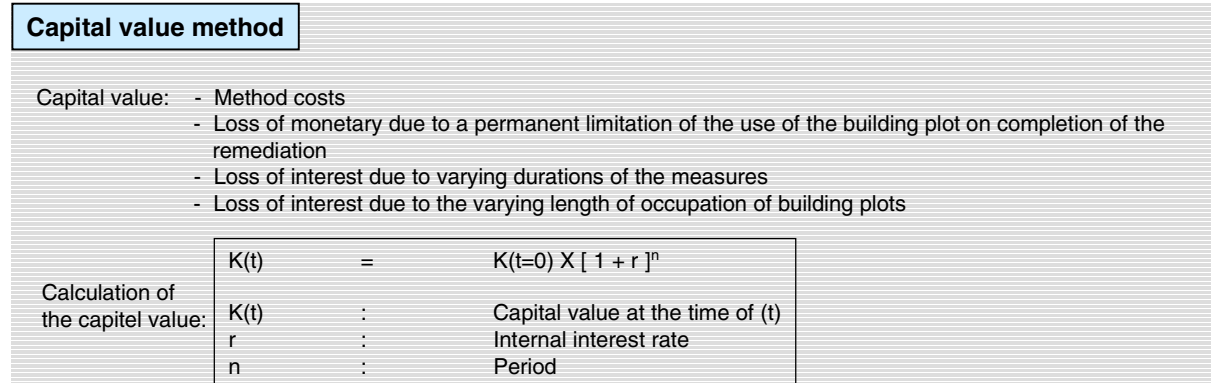 Capital value method
Capital value: - Method costs
- Loss of monetary due to a permanent limitation of the use of the building plot on completion of the
remediation
- Loss of interest due to varying durations of the measures
- Loss of interest due to the varying length of occupation of building plots
K(t) = K(t=0) X [ 1 + r ]ⁿ
Calculation of
the capitel value:
K(t) : Capital value at the time of (t)
r : Internal interest rate
n : Period